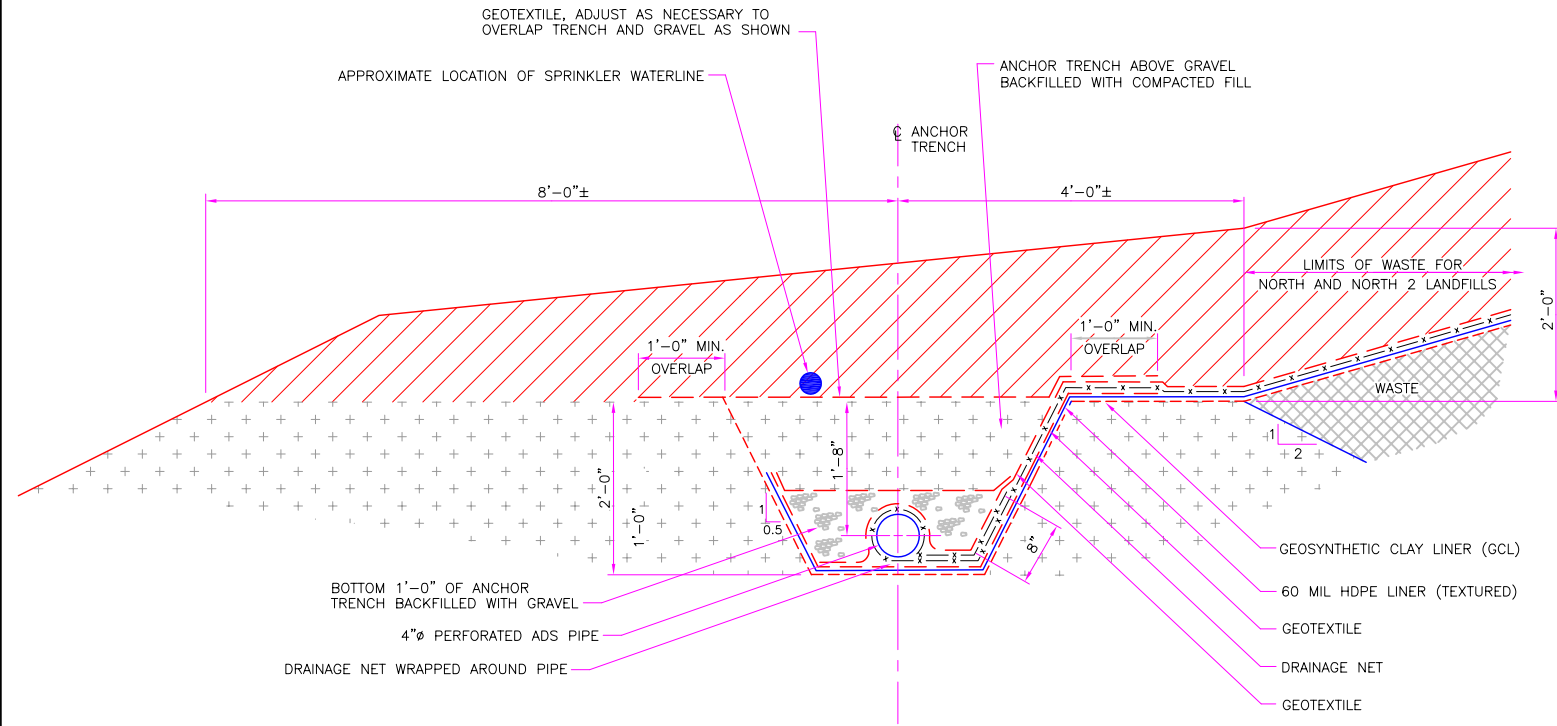 GEOTEXTILE, ADJUST AS NECESSARY TO
OVERLAP TRENCH AND GRAVEL AS SHOWN
APPROXIMATE LOCATION OF SPRINKLER WATERLINE
ANCHOR TRENCH ABOVE GRAVEL
BACKFILLED WITH COMPACTED FILL
℄ ANCHOR
TRENCH
8'-0"±
4'-0"±
LIMITS OF WASTE FOR
NORTH AND NORTH 2 LANDFILLS
2'-0"
1'-0" MIN.
OVERLAP
1'-0" MIN.
OVERLAP
WASTE
1
2
1'-8"
2'-0"
1'-0"
1
0.5
8"
GEOSYNTHETIC CLAY LINER (GCL)
60 MIL HDPE LINER (TEXTURED)
GEOTEXTILE
DRAINAGE NET
GEOTEXTILE
BOTTOM 1'-0" OF ANCHOR
TRENCH BACKFILLED WITH GRAVEL
4"ø PERFORATED ADS PIPE
DRAINAGE NET WRAPPED AROUND PIPE